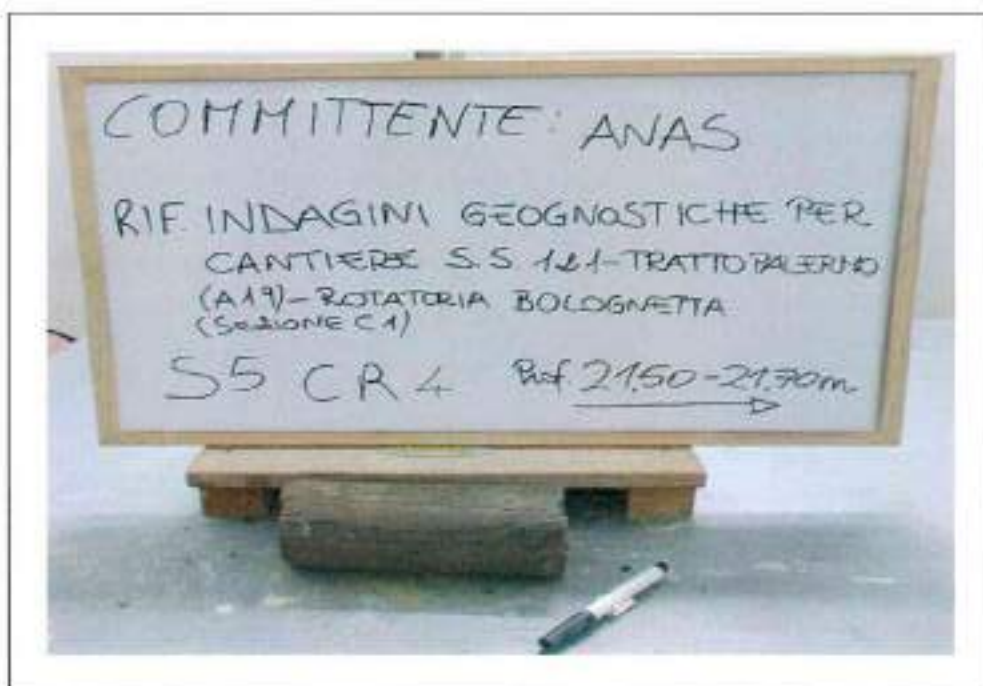 COMMITTENTE: ANAS
RIF. INDAGINI GEOGNOSTICHE PER
CANTIERE S.S 121-TRATTO PALERMO
(A19)-ROTATORIA BOLOGNETTA
(SEZIONE C1)
S5 CR4 Prof. 21,50-21,70m